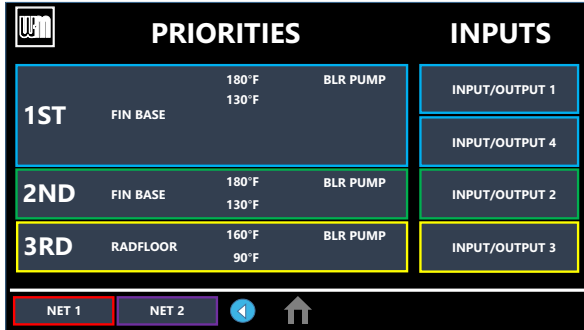 WM
PRIORITIES
INPUTS
1ST
FIN BASE
180°F
130°F
BLR PUMP
INPUT/OUTPUT 1
INPUT/OUTPUT 4
2ND
FIN BASE
180°F
130°F
BLR PUMP
INPUT/OUTPUT 2
3RD
RADFLOOR
160°F
90°F
BLR PUMP
INPUT/OUTPUT 3
NET 1
NET 2